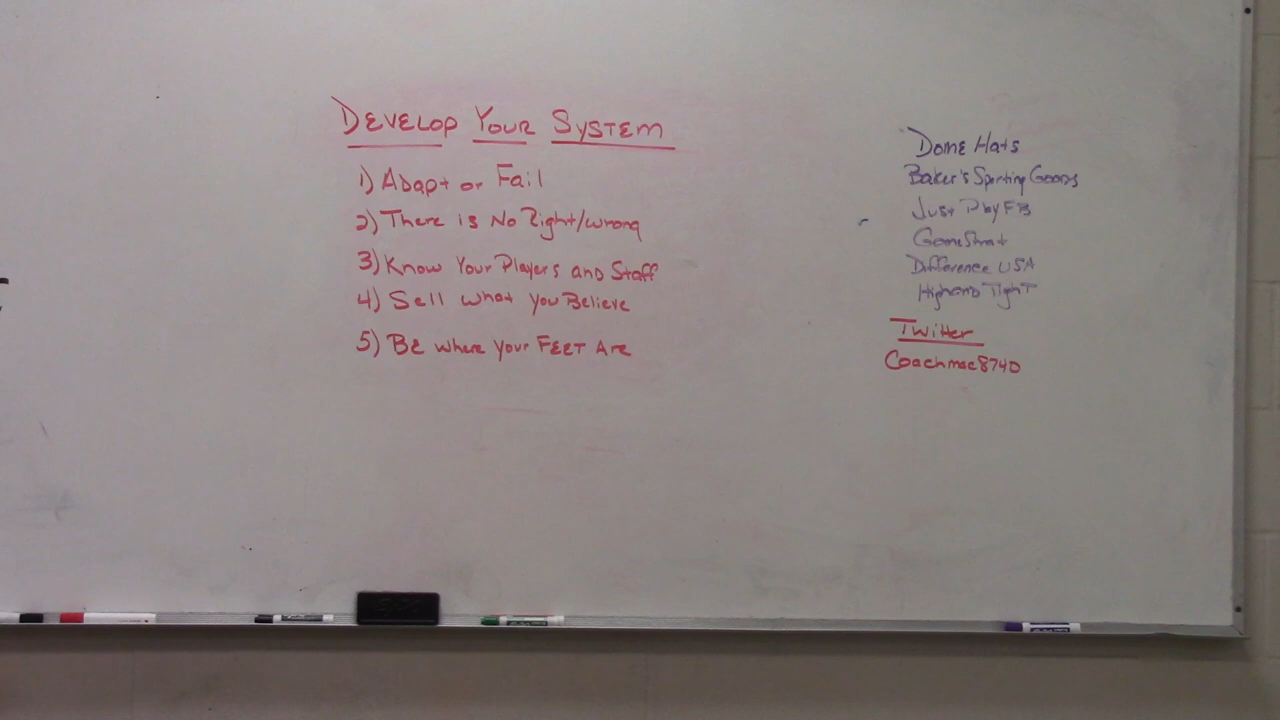 Develop Your System
1) Adapt or Fail
2) There is No Right/Wrong
3) Know Your Players and Staff
4) Sell What You Believe
5) Be Where Your Feet Are
Dome Hats
Baker's Sporting Goods
Just Play FB
GameStrat
Difference USA
High and Tight
Twitter
Coachmac8740